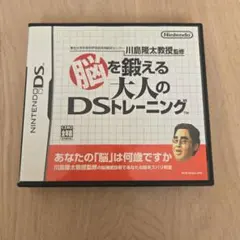 Nintendo
川島隆太教授監修
脳を鍛える
大人の
DSトレーニング
TM
NINTENDO DS
あなたの「脳」は何歳ですか